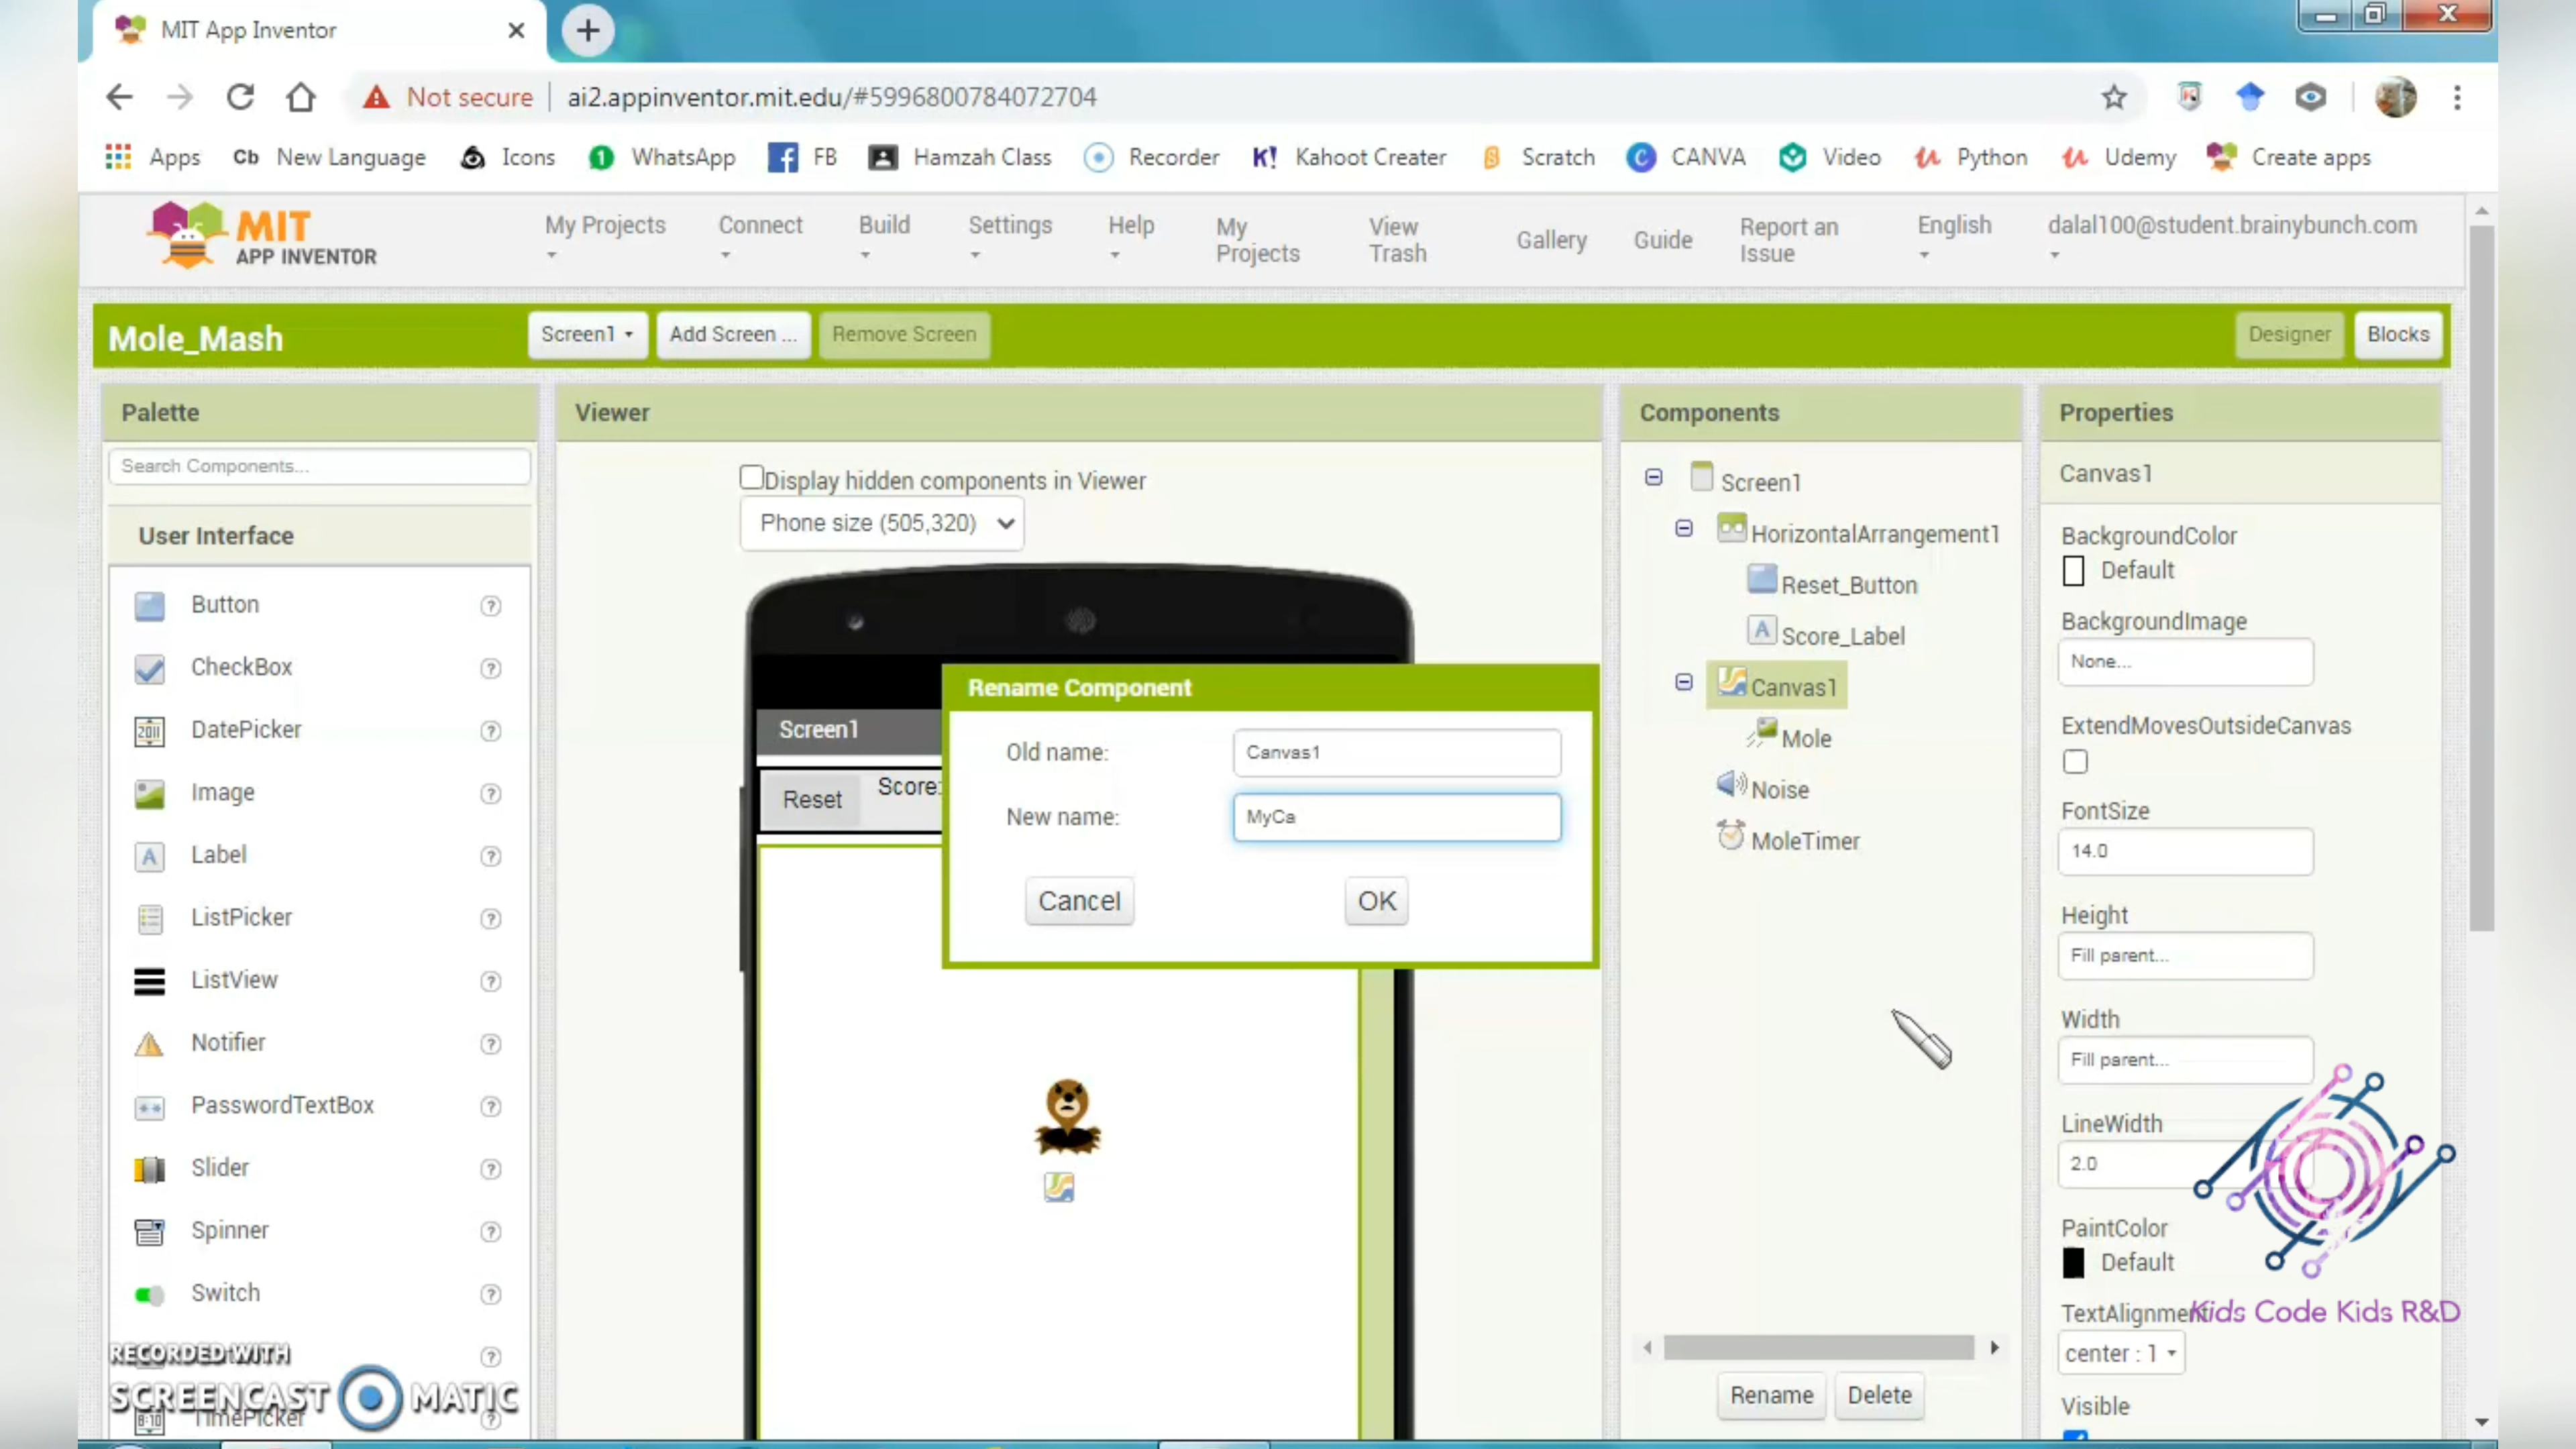 MIT App Inventor
Not secure
ai2.appinventor.mit.edu/#5996800784072704
Apps
Cb New Language
Icons
1 WhatsApp
FB
Hamzah Class
Recorder
K! Kahoot Creater
Scratch
CANVA
Video
Python
Udemy
Create apps
MIT
APP INVENTOR
My Projects
Connect
Build
Settings
Help
My
Projects
View
Trash
Gallery
Guide
Report an
Issue
English
dalal100@student.brainybunch.com
Mole_Mash
Screen1
Add Screen ...
Remove Screen
Designer
Blocks
Palette
Search Components...
User Interface
Button
CheckBox
DatePicker
Image
Label
ListPicker
ListView
Notifier
PasswordTextBox
Slider
Spinner
Switch
TimePicker
Viewer
Display hidden components in Viewer
Phone size (505,320)
Screen1
Reset
Score:
Rename Component
Old name:
Canvas1
New name:
MyCa
Cancel
OK
Components
Screen1
HorizontalArrangement1
Reset_Button
Score_Label
Canvas1
Mole
Noise
MoleTimer
Rename
Delete
Properties
Canvas1
BackgroundColor
Default
BackgroundImage
None...
ExtendMovesOutsideCanvas
FontSize
14.0
Height
Fill parent...
Width
Fill parent...
LineWidth
2.0
PaintColor
Default
TextAlignment
center : 1
Visible
Kids Code Kids R&D
RECORDED WITH
SCREENCAST MATIC